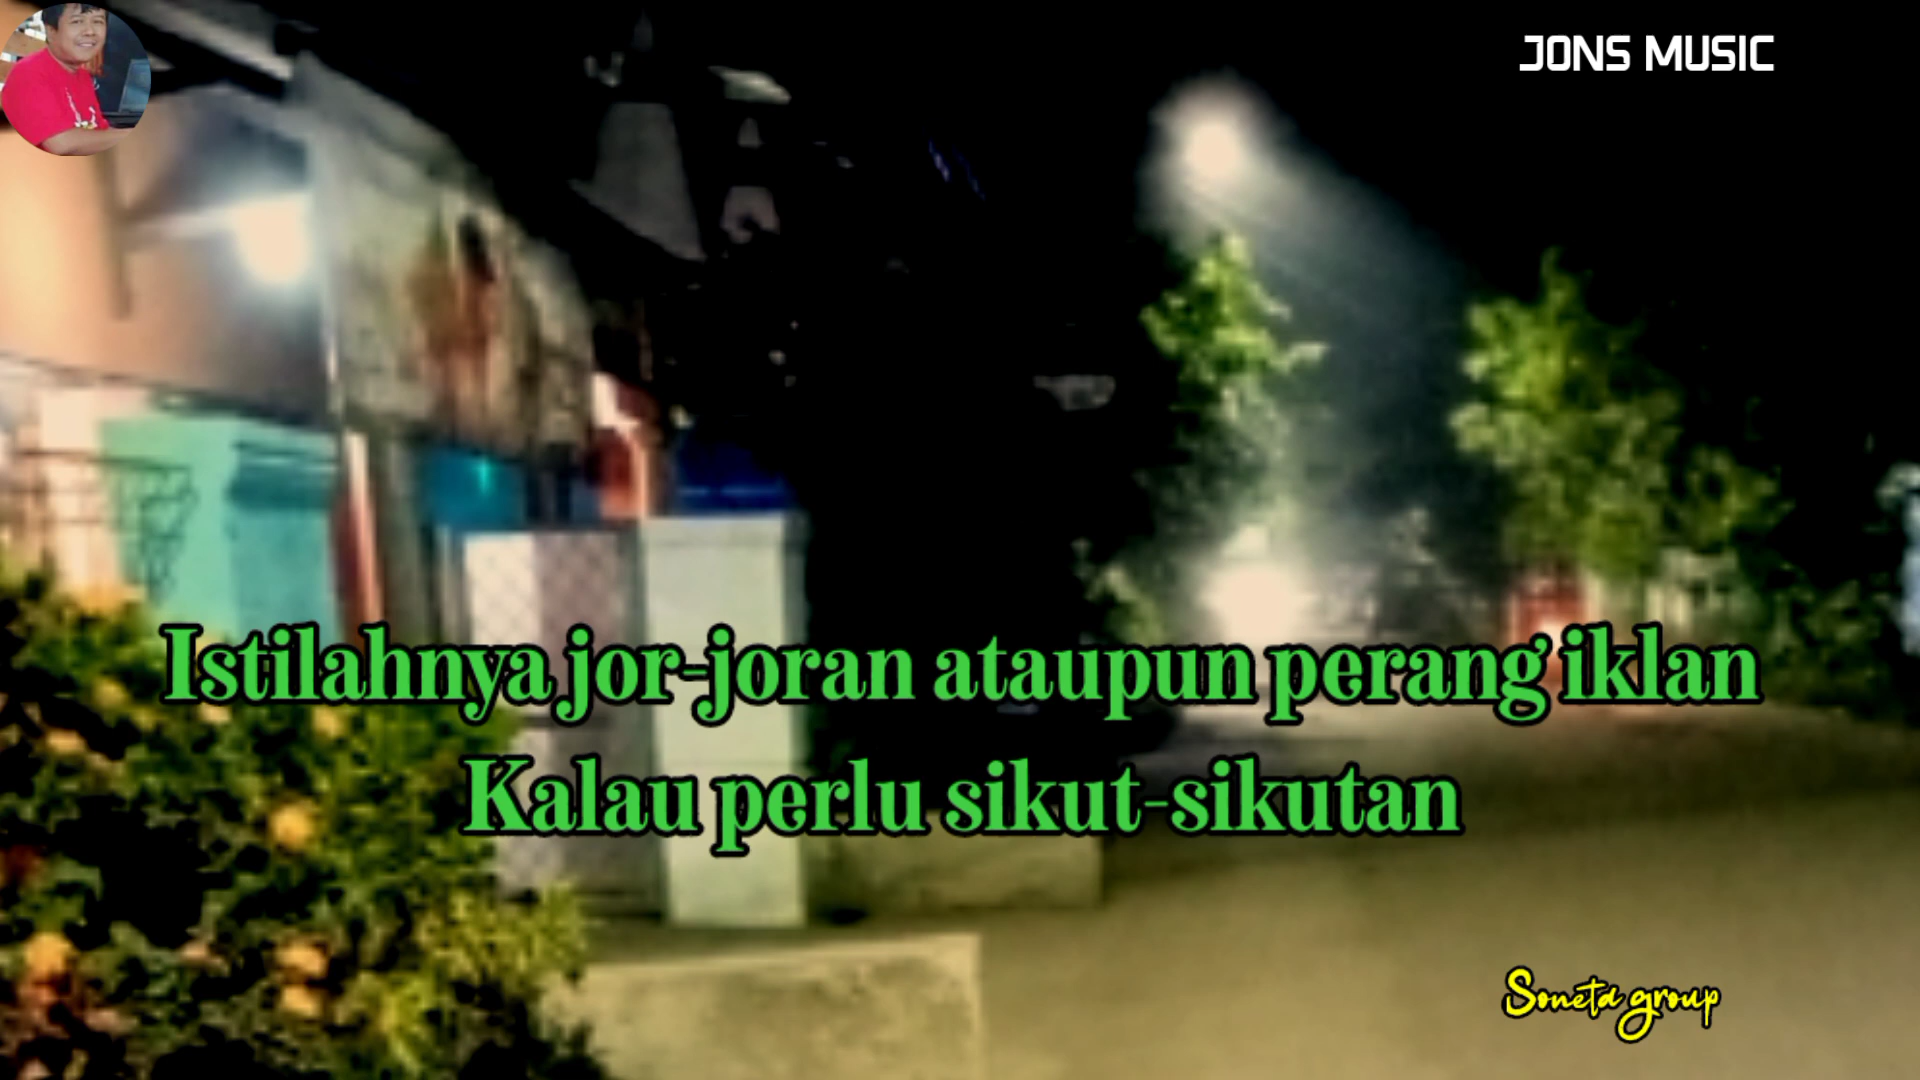 JONS MUSIC
Istilahnya jor-joran ataupun perang iklan
Kalau perlu sikut-sikutan
Soneta group